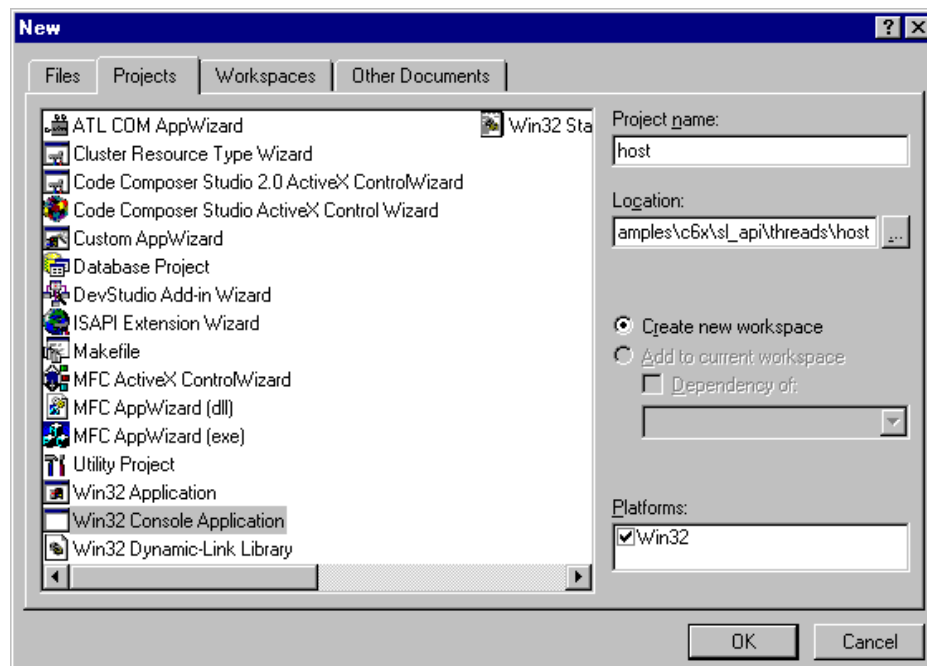 New
Files Projects Workspaces Other Documents
ATL COM AppWizard
Cluster Resource Type Wizard
Code Composer Studio 2.0 ActiveX ControlWizard
Code Composer Studio ActiveX Control Wizard
Custom AppWizard
Database Project
DevStudio Add-in Wizard
ISAPI Extension Wizard
Makefile
MFC ActiveX ControlWizard
MFC AppWizard (dll)
MFC AppWizard (exe)
Utility Project
Win32 Application
Win32 Console Application
Win32 Dynamic-Link Library
Win32 Sta
Project name:
host
Location:
amples\c6x\sl_api\threads\host
...
Create new workspace
Add to current workspace
Dependency of:
Platforms:
Win32
OK Cancel